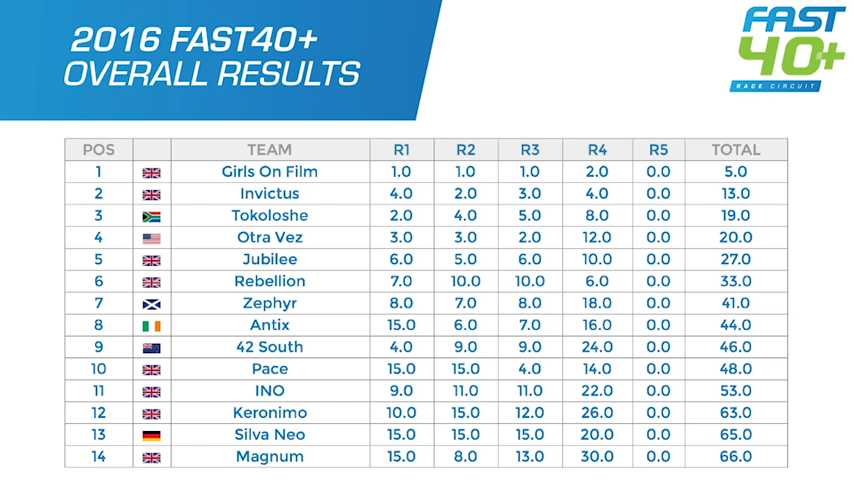 2016 FAST40+
OVERALL RESULTS
FAST
40+
RACE CIRCUIT
POS TEAM R1 R2 R3 R4 R5 TOTAL
1 Girls On Film 1.0 1.0 1.0 2.0 0.0 5.0
2 Invictus 4.0 2.0 3.0 4.0 0.0 13.0
3 Tokoloshe 2.0 4.0 5.0 8.0 0.0 19.0
4 Otra Vez 3.0 3.0 2.0 12.0 0.0 20.0
5 Jubilee 6.0 5.0 6.0 10.0 0.0 27.0
6 Rebellion 7.0 10.0 10.0 6.0 0.0 33.0
7 Zephyr 8.0 7.0 8.0 18.0 0.0 41.0
8 Antix 15.0 6.0 7.0 16.0 0.0 44.0
9 42 South 4.0 9.0 9.0 24.0 0.0 46.0
10 Pace 15.0 15.0 4.0 14.0 0.0 48.0
11 INO 9.0 11.0 11.0 22.0 0.0 53.0
12 Keronimo 10.0 15.0 12.0 26.0 0.0 63.0
13 Silva Neo 15.0 15.0 15.0 20.0 0.0 65.0
14 Magnum 15.0 8.0 13.0 30.0 0.0 66.0